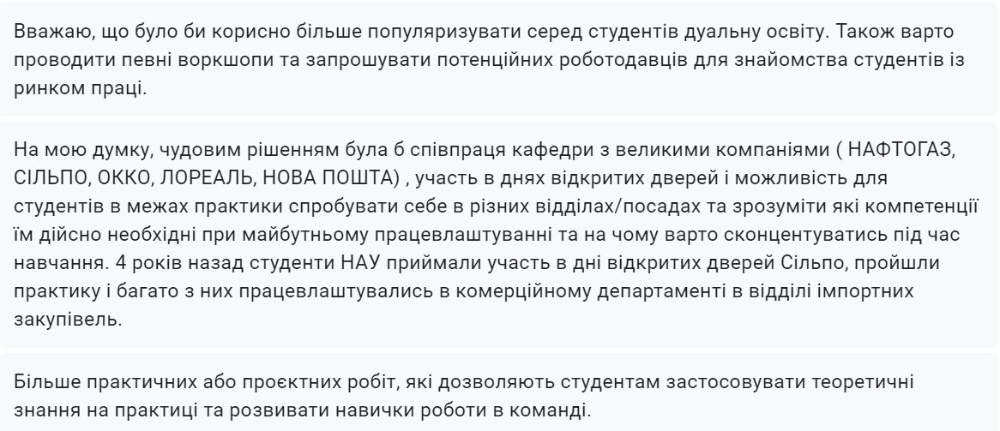 Вважаю, що було би корисно більше популяризувати серед студентів дуальну освіту. Також варто
проводити певні воркшопи та запрошувати потенційних роботодавців для знайомства студентів із
ринком праці.
На мою думку, чудовим рішенням була б співпраця кафедри з великими компаніями ( НАФТОГАЗ,
СІЛЬПО, ОККО, ЛОРЕАЛЬ, НОВА ПОШТА) , участь в днях відкритих дверей і можливість для
студентів в межах практики спробувати себе в різних відділах/посадах та зрозуміти які компетенції
їм дійсно необхідні при майбутньому працевлаштуванні та на чому варто сконцентуватись під час
навчання. 4 років назад студенти НАУ приймали участь в дні відкритих дверей Сільпо, пройшли
практику і багато з них працевлаштувались в комерційному департаменті в відділі імпортних
закупівель.
Більше практичних або проєктних робіт, які дозволяють студентам застосовувати теоретичні
знання на практиці та розвивати навички роботи в команді.